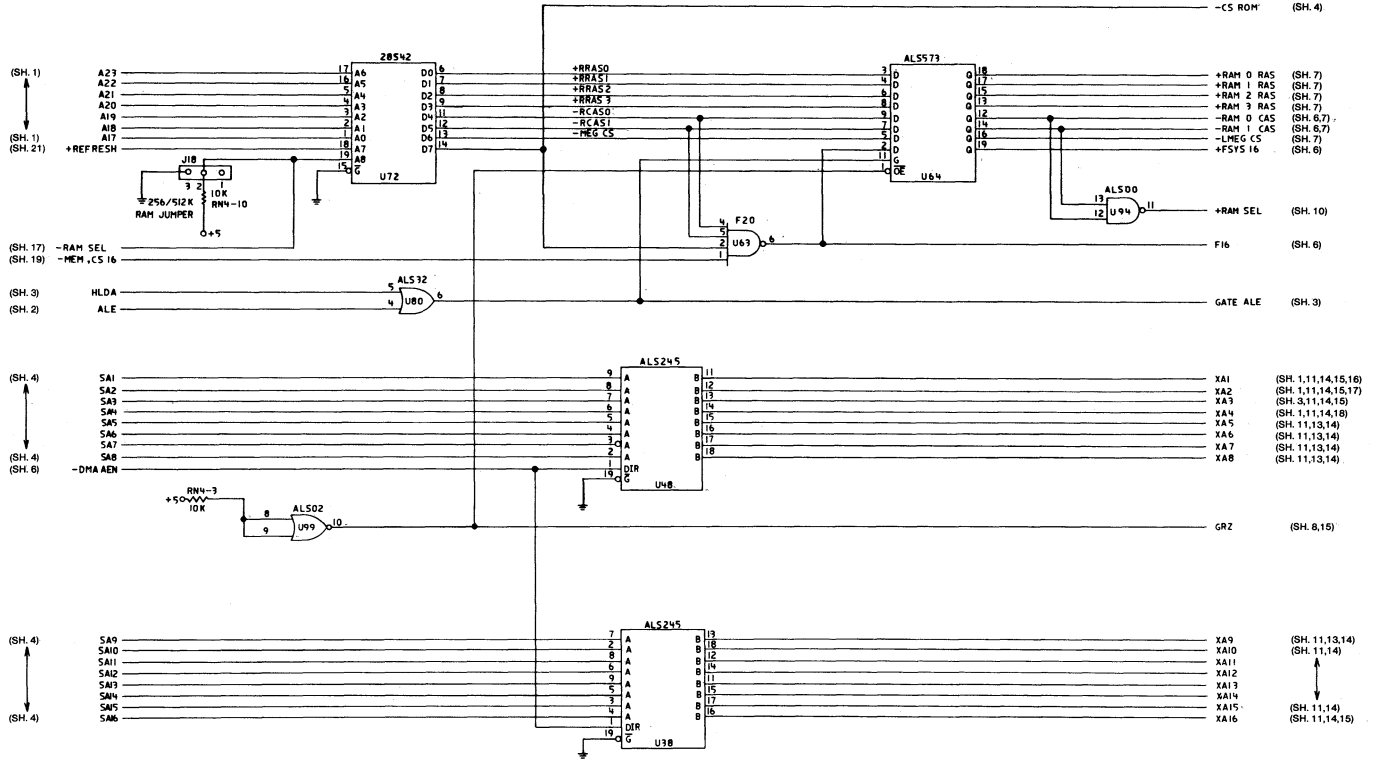 -CS ROM (SH. 4)
28S42
ALS573
(SH. 1) A23 17 A6 D0 6 +RRAS0 3 D Q 18 +RAM 0 RAS (SH. 7)
A22 16 A5 D1 7 +RRAS1 4 D Q 17 +RAM 1 RAS (SH. 7)
A21 5 A4 D2 8 +RRAS2 6 D Q 15 +RAM 2 RAS (SH. 7)
A20 4 A3 D3 9 +RRAS3 8 D Q 13 +RAM 3 RAS (SH. 7)
A19 3 A2 D4 11 -RCAS0 9 D Q 12 -RAM 0 CAS (SH. 6,7)
A18 2 A1 D5 12 -RCAS1 7 D Q 14 -RAM 1 CAS (SH. 6,7)
(SH. 1) A17 1 A0 D6 13 -MEG CS 5 D Q 16 -LMEG CS (SH. 7)
(SH. 21) +REFRESH 18 A7 D7 14 2 D Q 19 +FSYS 16 (SH. 6)
19 A8 11 G
J18 15 G U72 1 OE U64
3 2 1
10K
RN4-10
256/512K
RAM JUMPER
+5
ALS00
13 12 U94 11 +RAM SEL (SH. 10)
F20
4 5 2 1 U63 6 F16 (SH. 6)
(SH. 17) -RAM SEL
(SH. 19) -MEM, CS 16
ALS32
(SH. 3) HLDA 5 U80 6 GATE ALE (SH. 3)
(SH. 2) ALE 4
ALS245
(SH. 4) SA1 9 A B 11 XA1 (SH. 1,11,14,15,16)
SA2 8 A B 12 XA2 (SH. 1,11,14,15,17)
SA3 7 A B 13 XA3 (SH. 3,11,14,15)
SA4 6 A B 14 XA4 (SH. 1,11,14,18)
SA5 5 A B 15 XA5 (SH. 11,13,14)
SA6 4 A B 16 XA6 (SH. 11,13,14)
SA7 3 A B 17 XA7 (SH. 11,13,14)
(SH. 4) SA8 2 A B 18 XA8 (SH. 11,13,14)
(SH. 6) -DMA AEN 1 DIR
19 G
U48
RN4-3
+5 10K
ALS02
8 9 U99 10 GRZ (SH. 8,15)
ALS245
(SH. 4) SA9 7 A B 13 XA9 (SH. 11,13,14)
SA10 2 A B 18 XA10 (SH. 11,14)
SA11 8 A B 12 XA11
SA12 6 A B 14 XA12
SA13 9 A B 11 XA13
SA14 5 A B 15 XA14
SA15 3 A B 17 XA15 (SH. 11,14)
(SH. 4) SA16 4 A B 16 XA16 (SH. 11,14,15)
1 DIR
19 G
U38